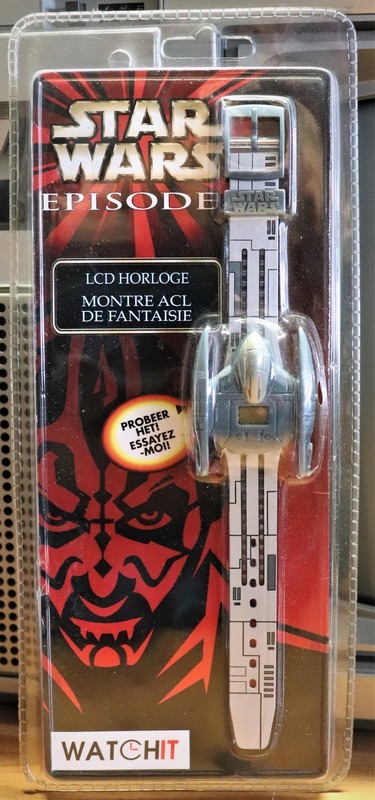 STAR
WARS
EPISODE
STAR
WARS
LCD HORLOGE
MONTRE ACL
DE FANTAISIE
PROBEER
HET!
ESSAYEZ
-MOI!
WATCHIT